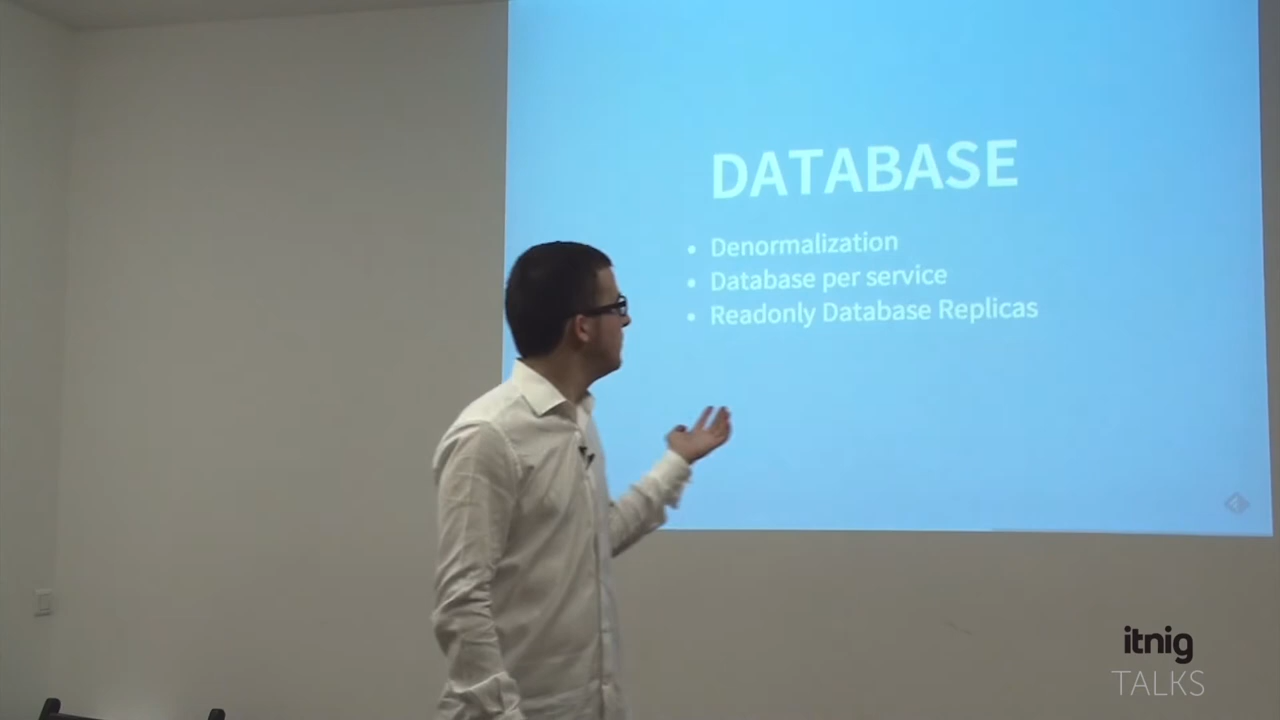 DATABASE
• Denormalization
• Database per service
• Readonly Database Replicas
itnig
TALKS